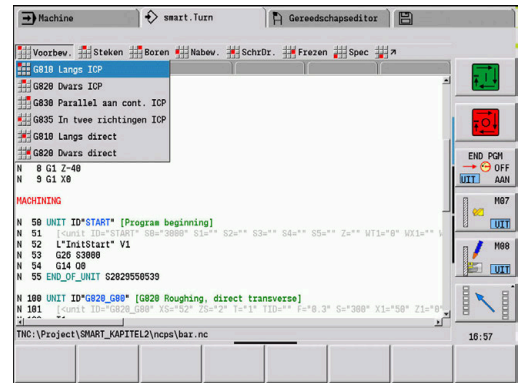 Machine
smart.Turn
Gereedschapseditor
Voorbew. Steken Boren Nabew. SchrDr. Frezen Spec
G810 Langs ICP
G820 Dwars ICP
G830 Parallel aan cont. ICP
G835 In twee richtingen ICP
G810 Langs direct
G820 Dwars direct
N 8 G1 Z-40
N 9 G1 X0
MACHINING
N 50 UNIT ID"START" [Program beginning]
N 51 [<unit ID="START" S0="3000" S1="" S2="" S3="" S4="" S5="" Z="" WT1="0" WX1=""
N 52 L"InitStart" V1
N 53 G26 S3000
N 54 G14 Q0
N 55 END_OF_UNIT S2029550539
N 100 UNIT ID"G820_G80" [G820 Roughing, direct transverse]
N 101 [<unit ID="G820_G80" XS="52" ZS="2" T="1" TID="" F="0.3" S="300" X1="50" Z1="0"
TNC:\Project\SMART_KAPITEL2\ncps\bar.nc
END PGM
OFF
UIT AAN
M07
UIT
M08
UIT
16:57